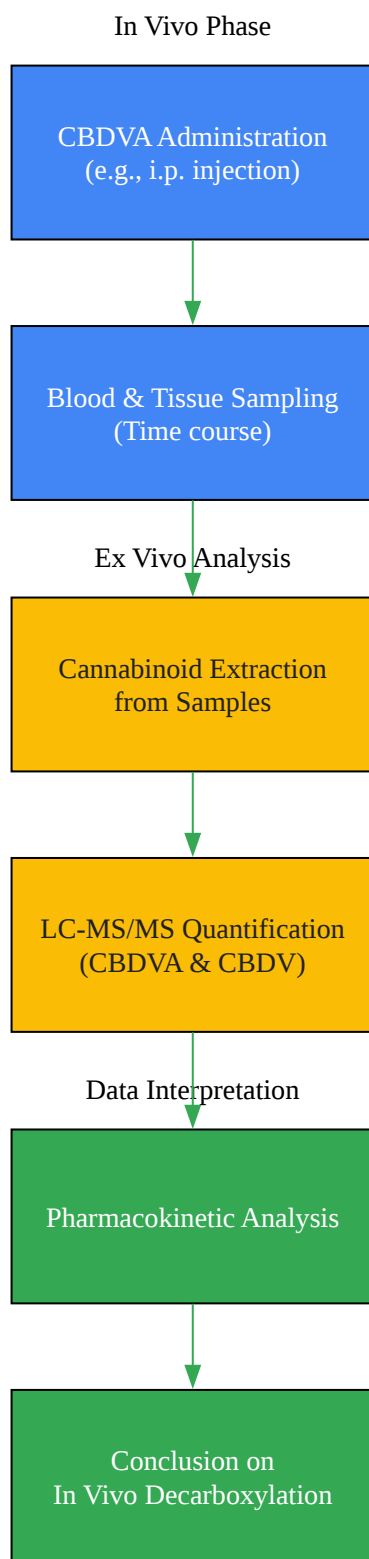 In Vivo Phase
CBDVA Administration
(e.g., i.p. injection)
Blood & Tissue Sampling
(Time course)
Ex Vivo Analysis
Cannabinoid Extraction
from Samples
LC-MS/MS Quantification
(CBDVA & CBDV)
Data Interpretation
Pharmacokinetic Analysis
Conclusion on
In Vivo Decarboxylation